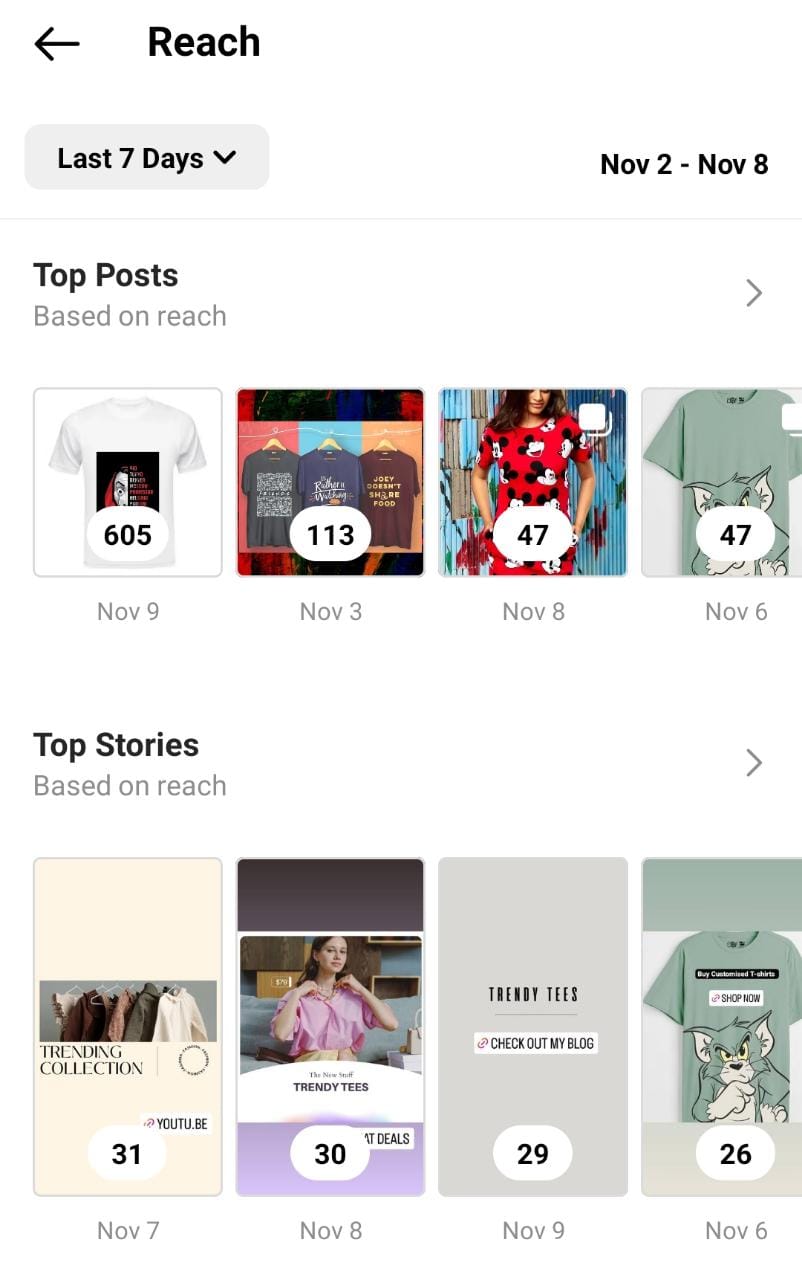 Reach
Last 7 Days
Nov 2 - Nov 8
Top Posts
Based on reach
605
113
47
47
Rather be
Watching
JOEY
DOESN'T
SHARE
FOOD
Nov 9
Nov 3
Nov 8
Nov 6
Top Stories
Based on reach
TRENDING
COLLECTION
YOUTU.BE
31
$79
The New Stuff
TRENDY TEES
AT DEALS
30
TRENDY TEES
CHECK OUT MY BLOG
29
Buy Customised T-shirts
SHOP NOW
26
Nov 7
Nov 8
Nov 9
Nov 6